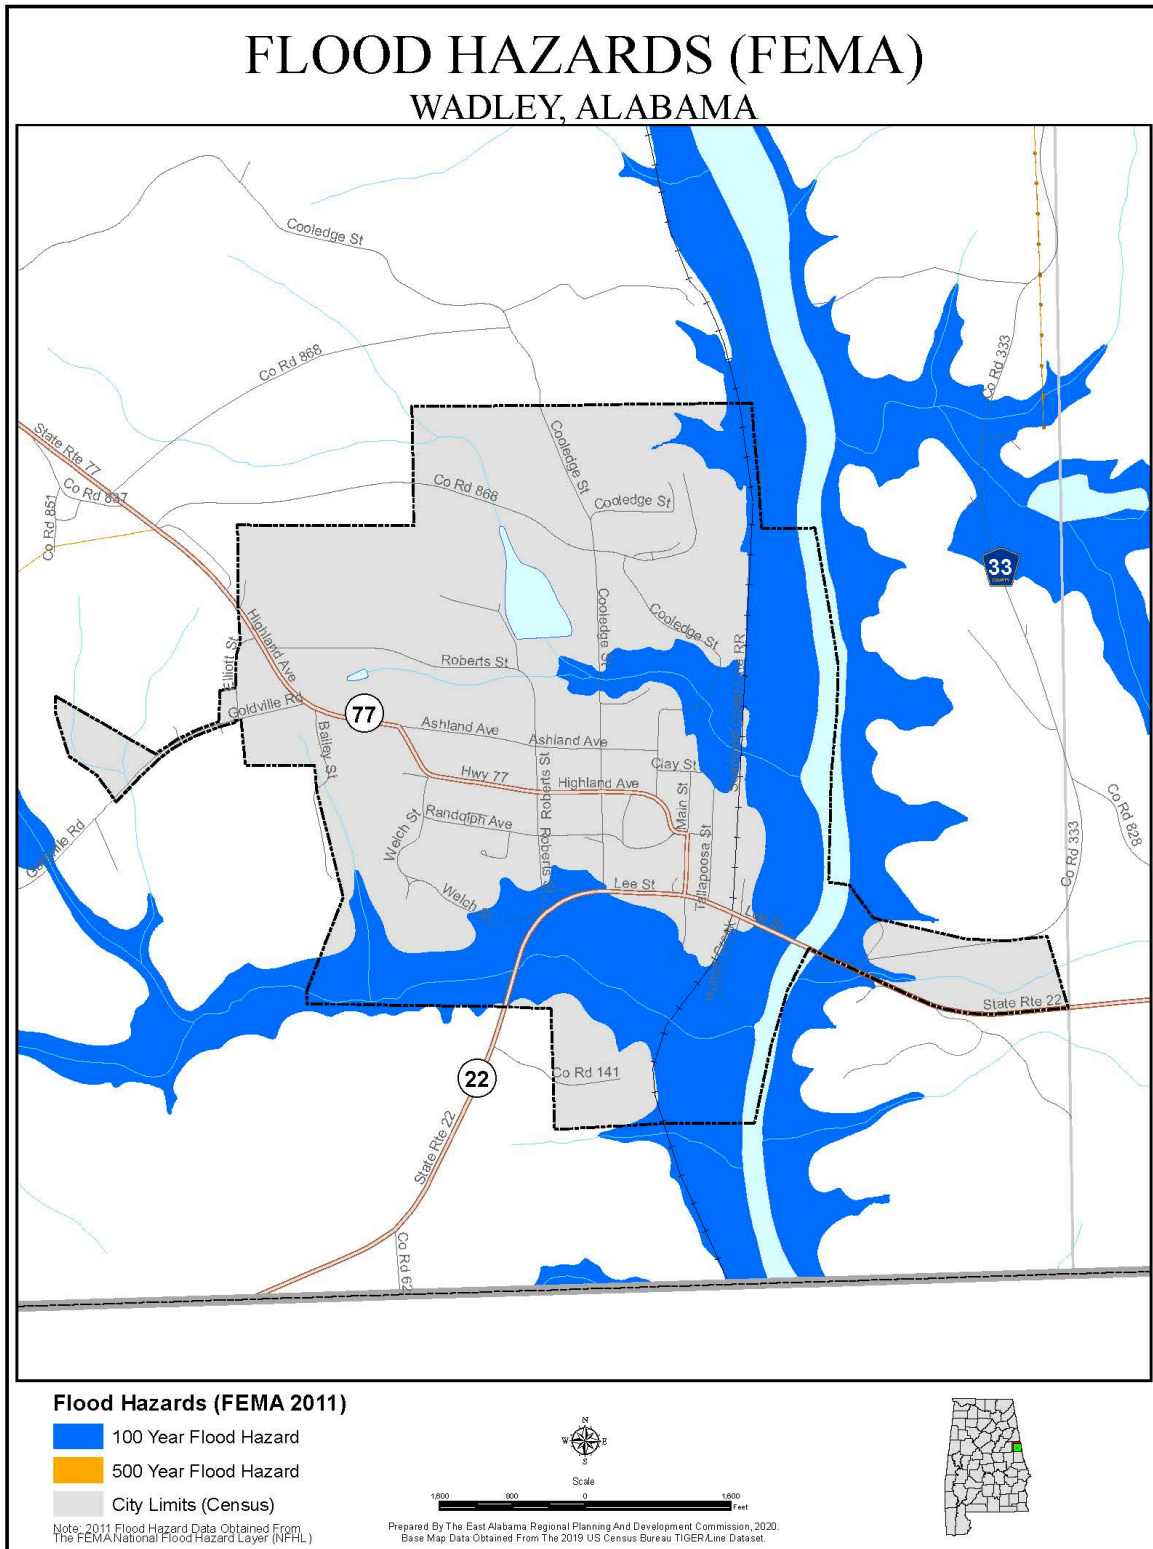 FLOOD HAZARDS (FEMA)
WADLEY, ALABAMA
Cooledge St
Co Rd 868
Co Rd 333
State Rte 77
Co Rd 837
Co Rd 851
Cooledge St
Co Rd 868
Cooledge St
33
COUNTY
Highland Ave
Cooledge St
Cooledge St
Elliott St
Roberts St
Goldville Rd
77
Bailey St
Ashland Ave
Ashland Ave
Clay St
Hwy 77
Highland Ave
Roberts St
Main St
Welch St
Randolph Ave
Tallapoosa St
Co Rd 828
Co Rd 333
Goldville Rd
Welch St
Lee St
Lee St
State Rte 22
Co Rd 141
22
State Rte 22
Co Rd 62
Flood Hazards (FEMA 2011)
100 Year Flood Hazard
500 Year Flood Hazard
City Limits (Census)
Note: 2011 Flood Hazard Data Obtained From
The FEMA National Flood Hazard Layer (NFHL)
N
W E
S
Scale
1,600 800 0 1,600
Feet
Prepared By The East Alabama Regional Planning And Development Commission, 2020.
Base Map Data Obtained From The 2019 US Census Bureau TIGER/Line Dataset.